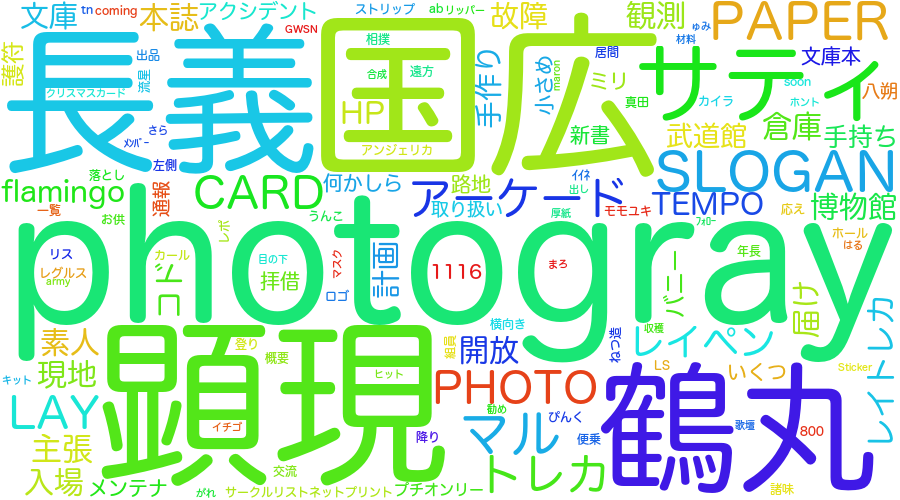 文庫 tn coming 本誌 アクシデント ストリップ ab リッパー 故障 観測 PAPER
GWSN ゅみ
護符 長義 国広 サティ
出品 流星 相撲 合成 遠方 手作り 小さめ maron 居間 材料 文庫本
クリスマスカード HP ミリ 真田 カイラ soon 八朔
さら ﾒﾝﾊﾞｰ アンジェリカ 新書 武道館 ホント 倉庫 手持ち
落とし 左側 何かしら 路地 ｲｲﾈ SLOGAN
flamingo 通報 CARD アーケード 出し TEMPO
一覧 お供 レポ うんこ 取り扱い 厚紙 モモユキ ﾌｫﾛｰ 応え 博物館
photogray
リス カール 目の下 マスク 計画 1116 まろ バニー 年長 ホール はる
レグルス army コン 拝借 ロゴ 届け
素人 登り 概要 横向き 組員 開放 ねつ造 収穫 レイペン レイトレカ
キット 現地 顕現 ヒット PHOTO LS いくつ Sticker
LAY イチゴ 勧め ぴんく 鶴丸 歌壇 800
主張 降り マル 便乗
入場 メンテナ 交流 トレカ
がれ サークルリスト ネットプリント プチオンリー 諸味